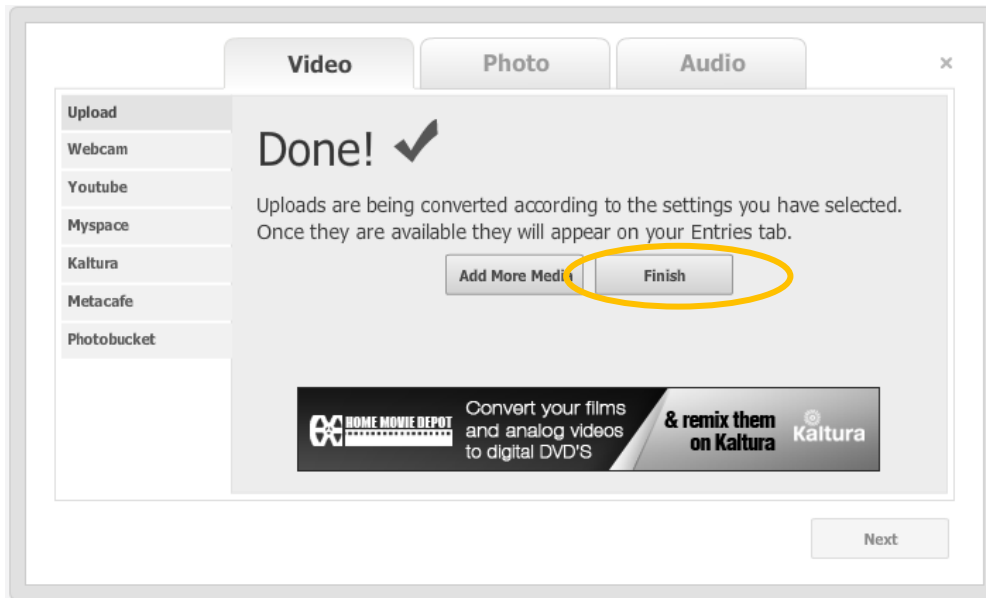 Video
Photo
Audio
×
Upload
Webcam
Youtube
Myspace
Kaltura
Metacafe
Photobucket
Done!
Uploads are being converted according to the settings you have selected.
Once they are available they will appear on your Entries tab.
Add More Media
Finish
HOME MOVIE DEPOT
Convert your films
and analog videos
to digital DVD'S
& remix them
on Kaltura
Kaltura
Next